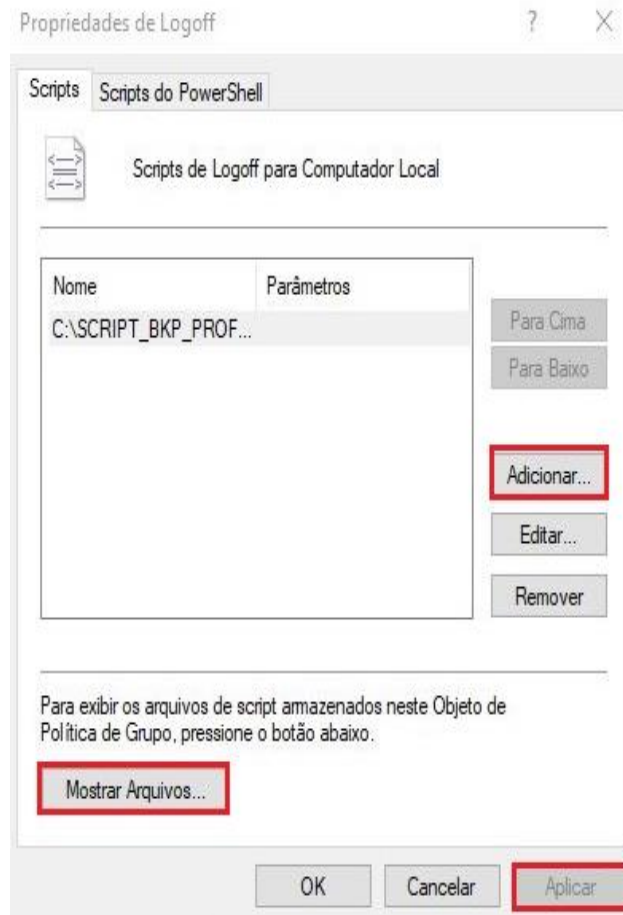 Propriedades de Logoff
Scripts
Scripts do PowerShell
Scripts de Logoff para Computador Local
Nome
Parâmetros
C:\SCRIPT_BKP_PROF...
Para Cima
Para Baixo
Adicionar...
Editar...
Remover
Para exibir os arquivos de script armazenados neste Objeto de
Política de Grupo, pressione o botão abaixo.
Mostrar Arquivos...
OK
Cancelar
Aplicar